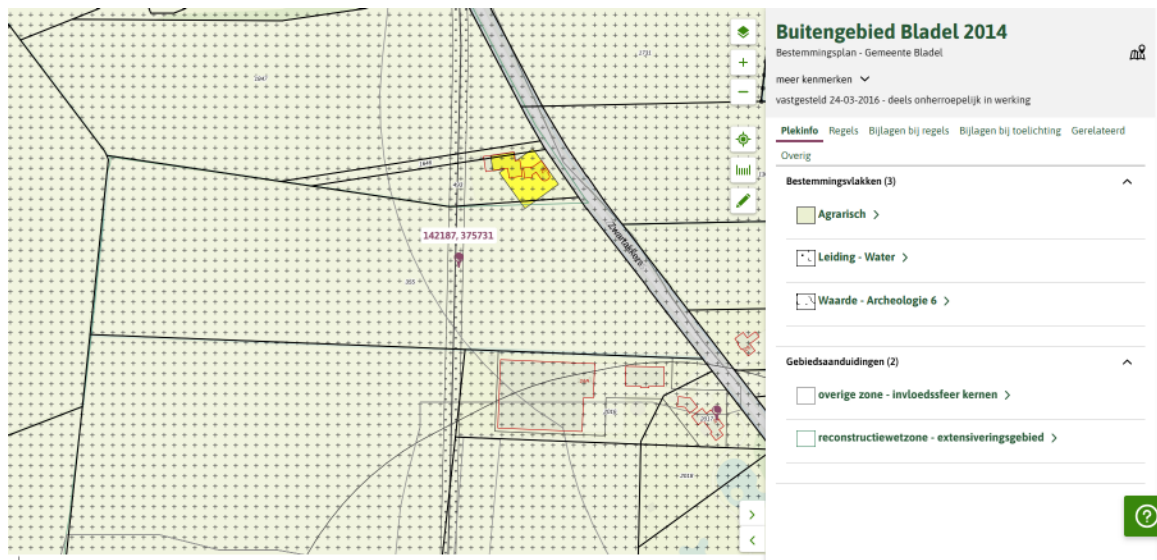 Buitengebied Bladel 2014
Bestemmingsplan - Gemeente Bladel
meer kenmerken
vastgesteld 24-03-2016 - deels onherroepelijk in werking
Plekinfo Regels Bijlagen bij regels Bijlagen bij toelichting Gerelateerd
Overig
Bestemmingsvlakken (3)
Agrarisch
Leiding - Water
Waarde - Archeologie 6
Gebiedsaanduidingen (2)
overige zone - invloedssfeer kernen
reconstructiewetzone - extensiveringsgebied
142187, 375731
Zwartakkers
2018